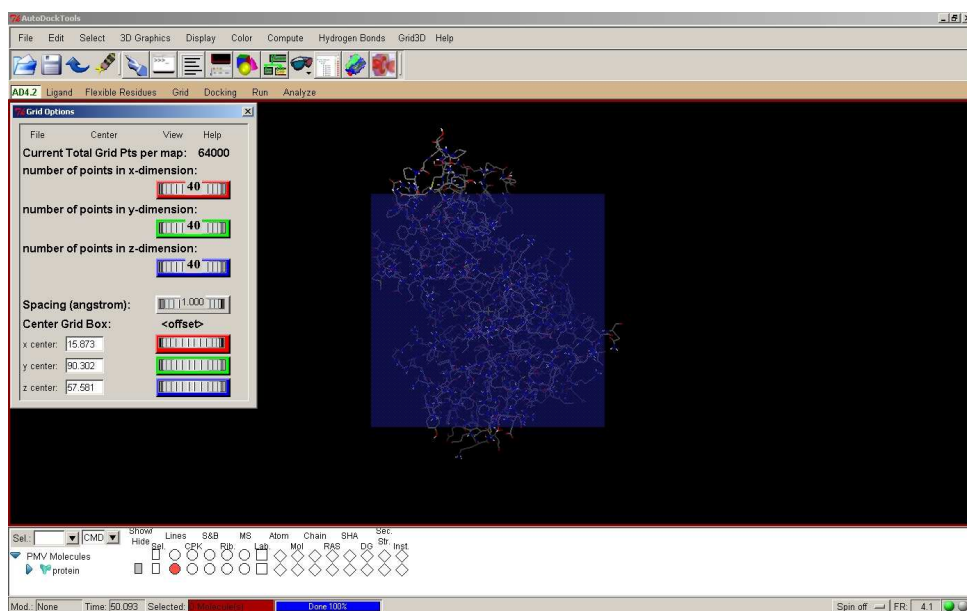 AutoDockTools
File Edit Select 3D Graphics Display Color Compute Hydrogen Bonds Grid3D Help
AD4.2 Ligand Flexible Residues Grid Docking Run Analyze
Grid Options
File Center View Help
Current Total Grid Pts per map: 64000
number of points in x-dimension:
40
number of points in y-dimension:
40
number of points in z-dimension:
40
Spacing (angstrom): 1.000
Center Grid Box: <offset>
x center: 15.873
y center: 90.302
z center: 57.581
Sel.: CMD
Show/ Lines S&B MS Atom Chain SHA Sec.
Hide Sel. CPK Rib. Lab. Mol RAS DG Str. Inst.
PMV Molecules
protein
Mod.: None Time: 50.093 Selected: Done 100% Spin off FR: 4.1